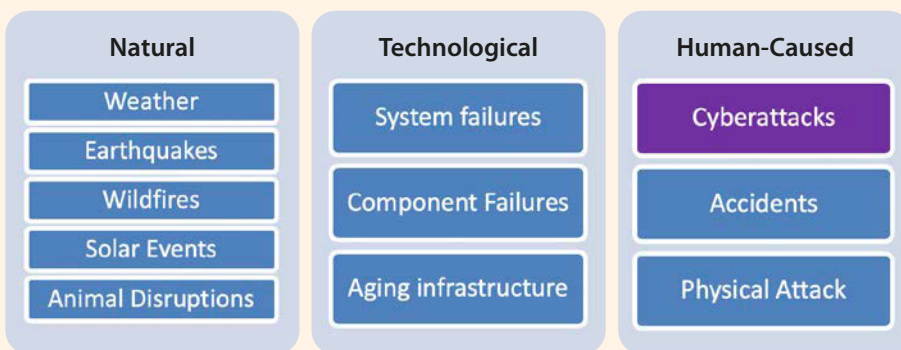 Natural
Weather
Earthquakes
Wildfires
Solar Events
Animal Disruptions
Technological
System failures
Component Failures
Aging infrastructure
Human-Caused
Cyberattacks
Accidents
Physical Attack